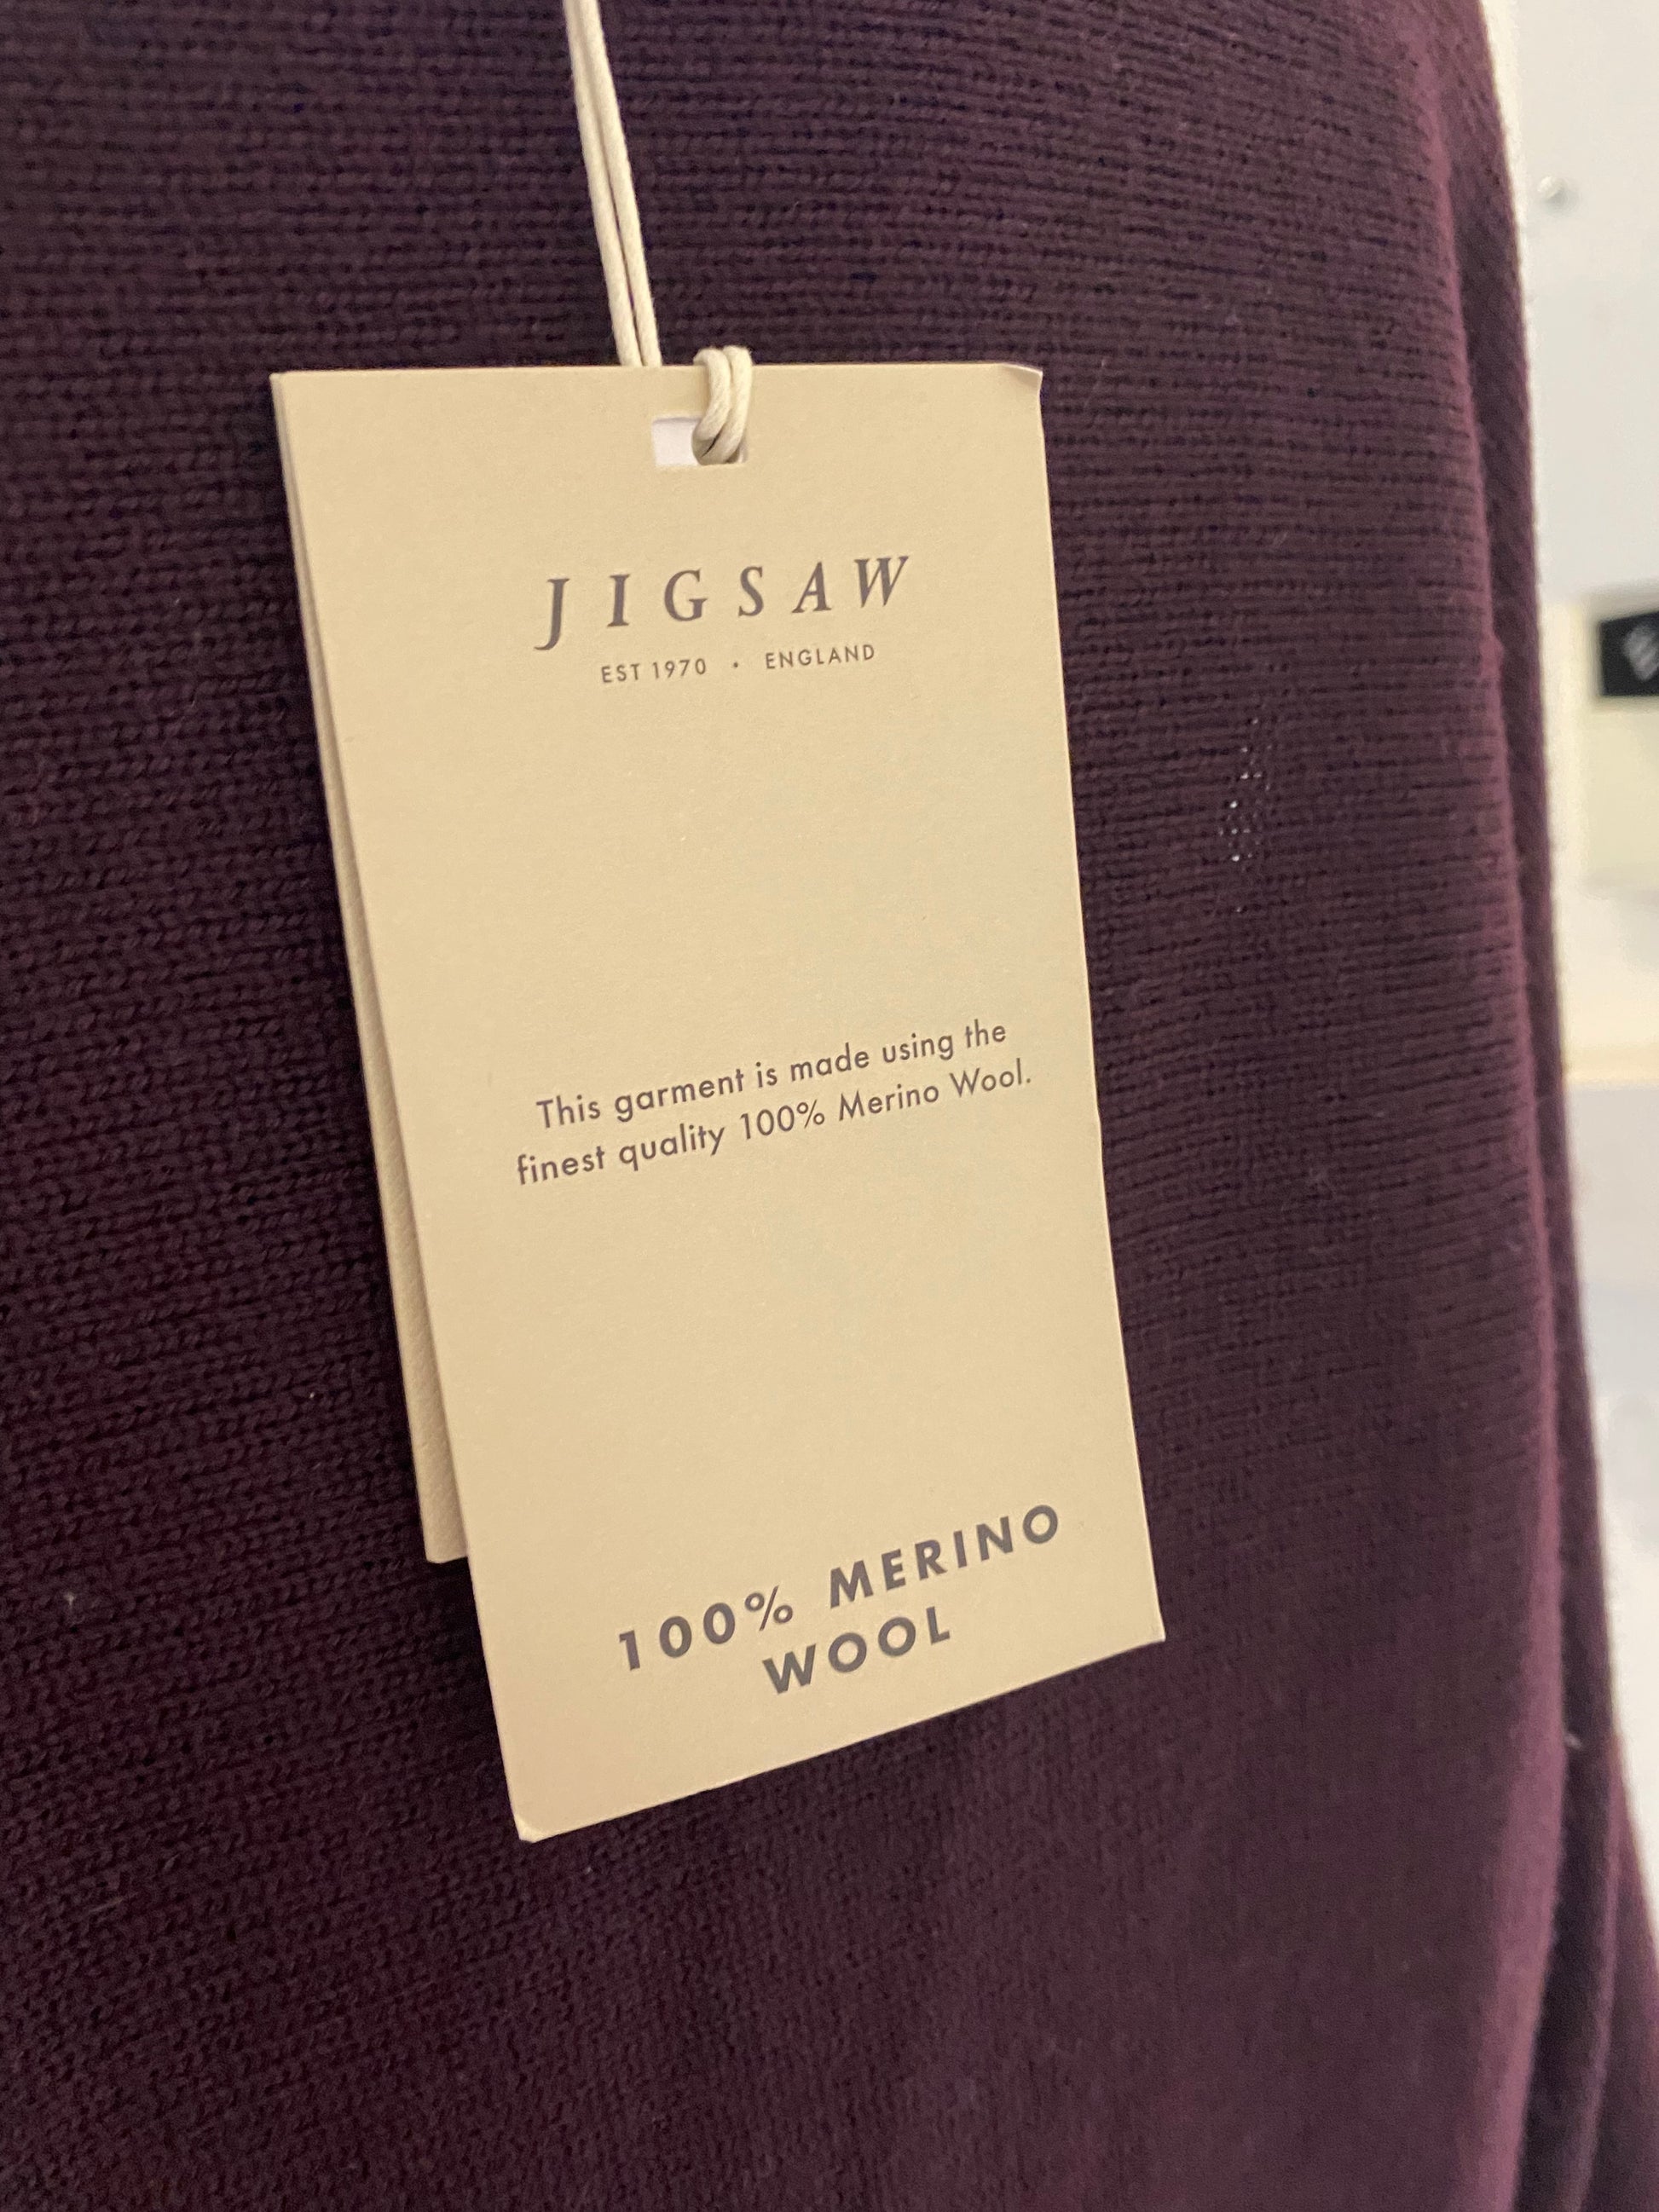 JIGSAW
EST 1970 • ENGLAND
This garment is made using the
finest quality 100% Merino Wool.
100% MERINO
WOOL